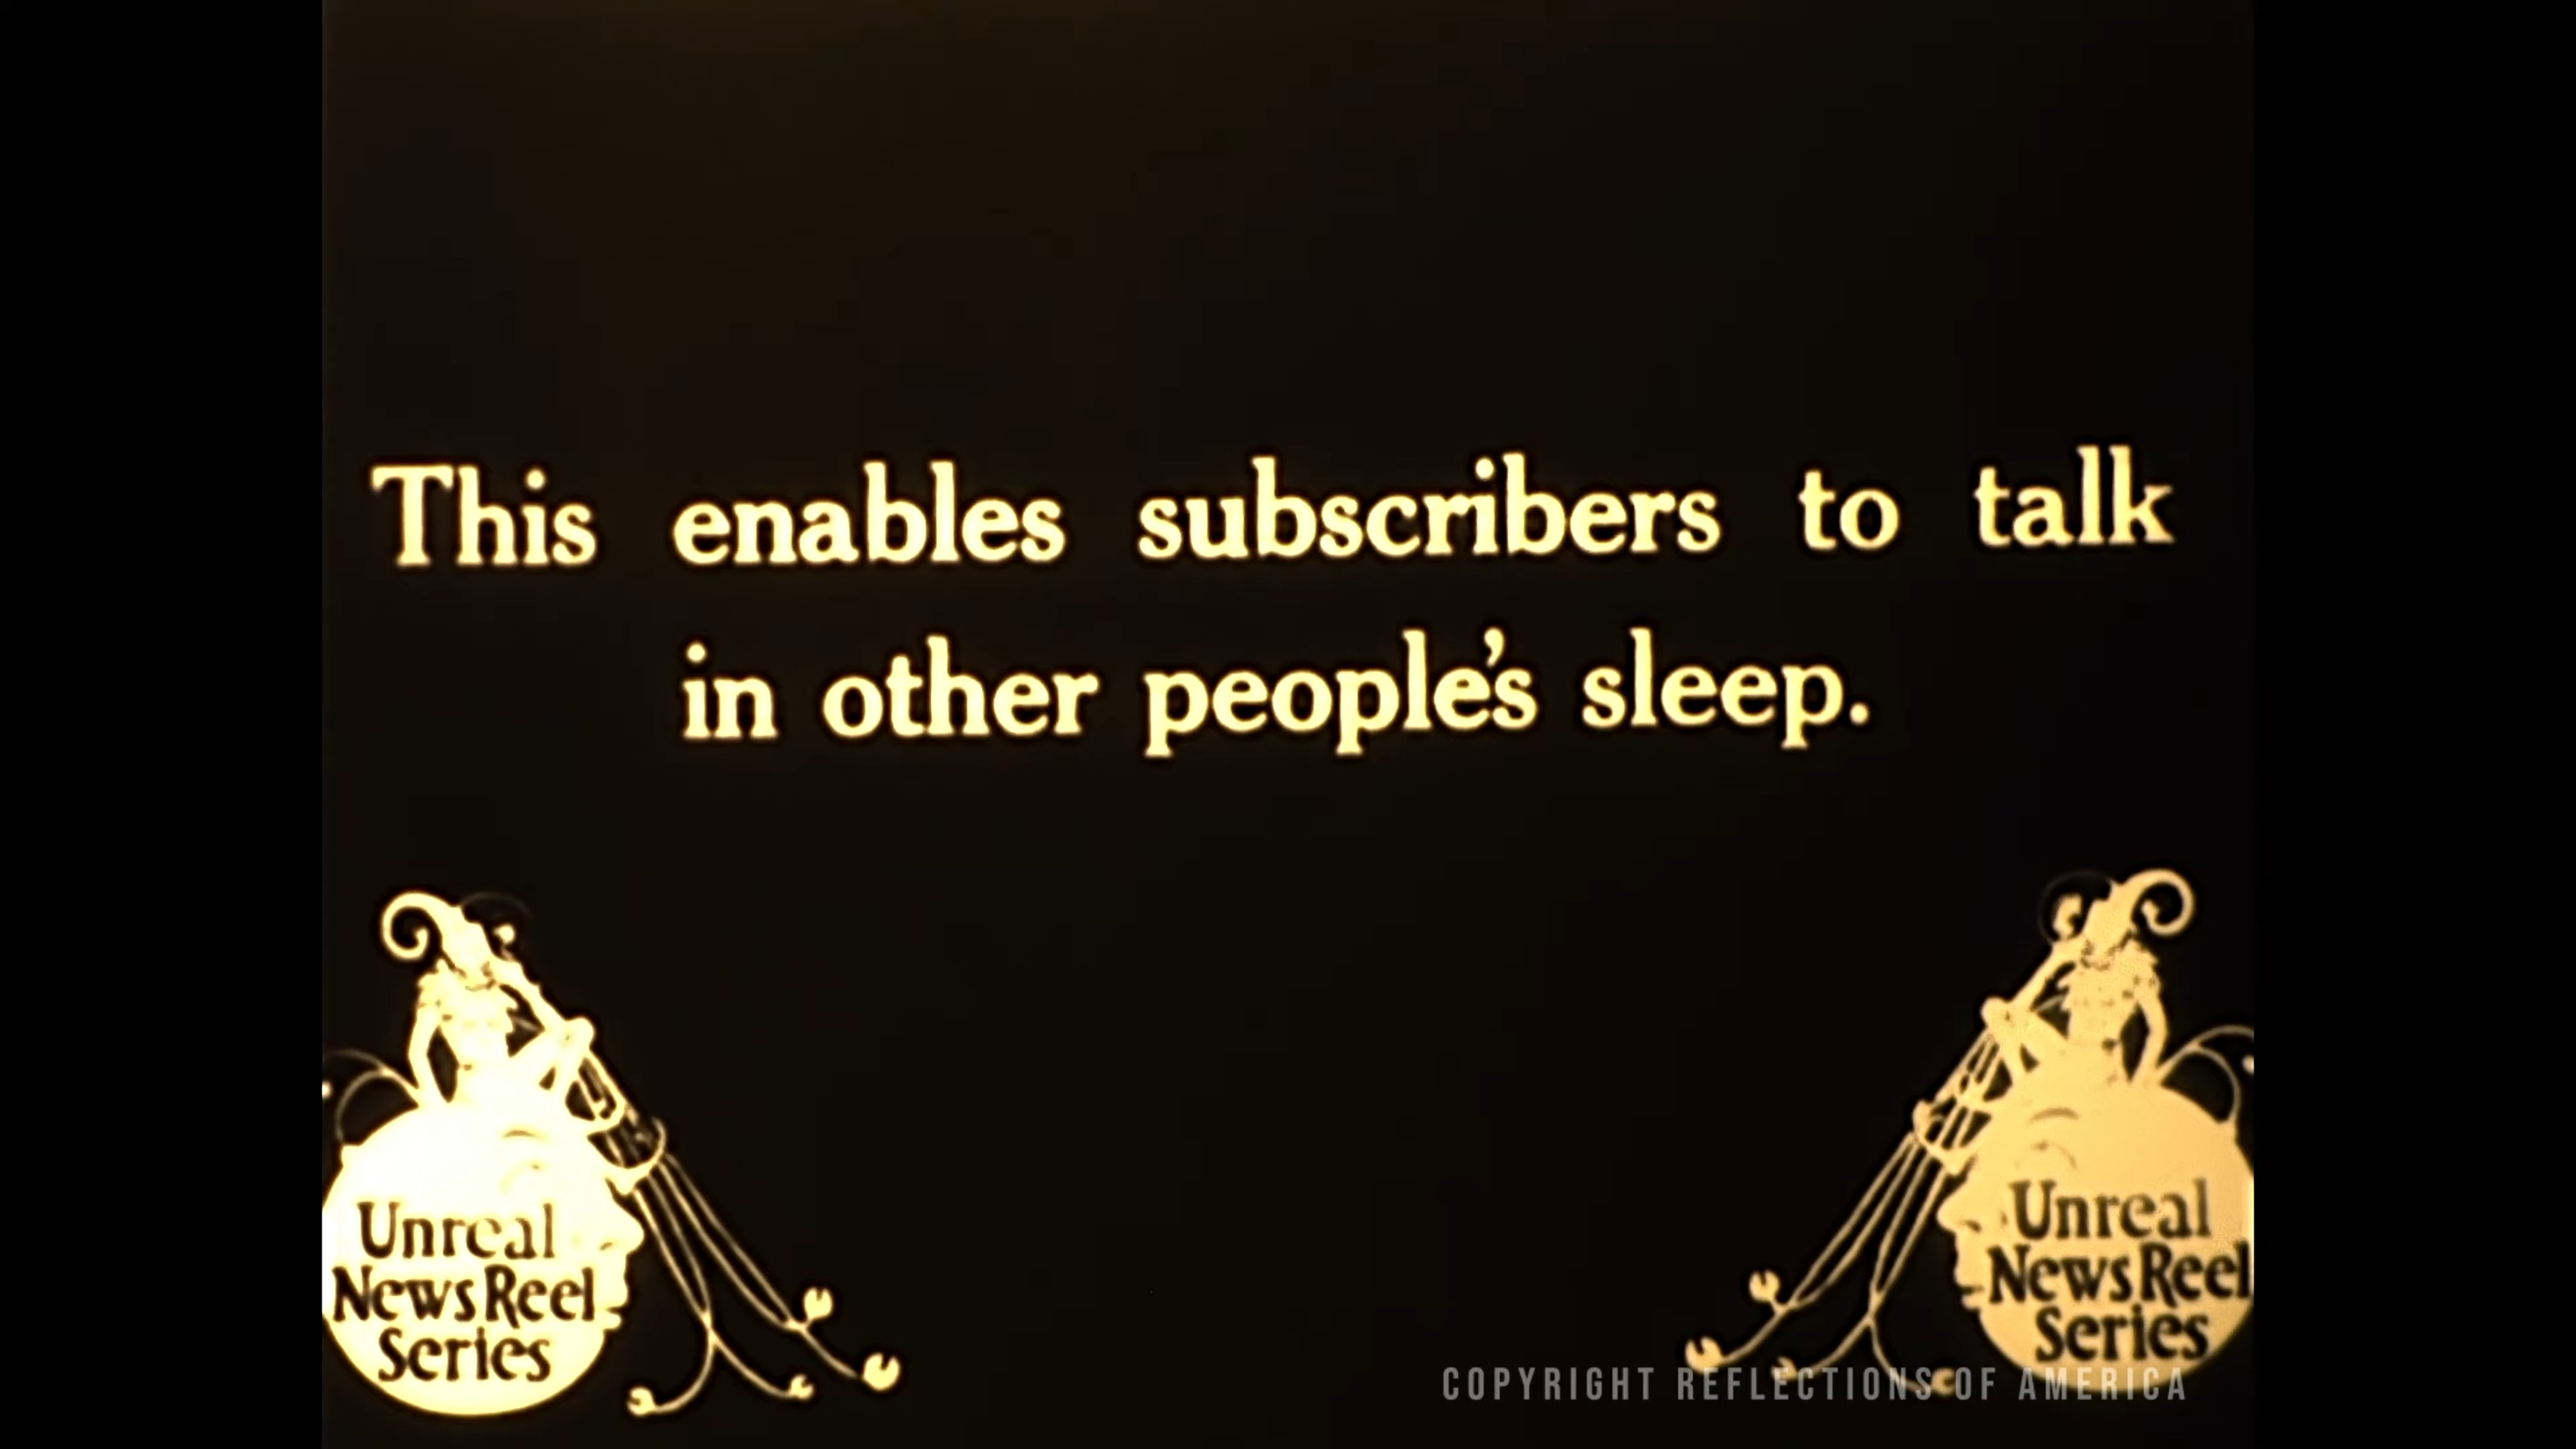 This enables subscribers to talk
in other people's sleep.
Unreal
News Reel
Series
Unreal
News Reel
Series
COPYRIGHT REFLECTIONS OF AMERICA